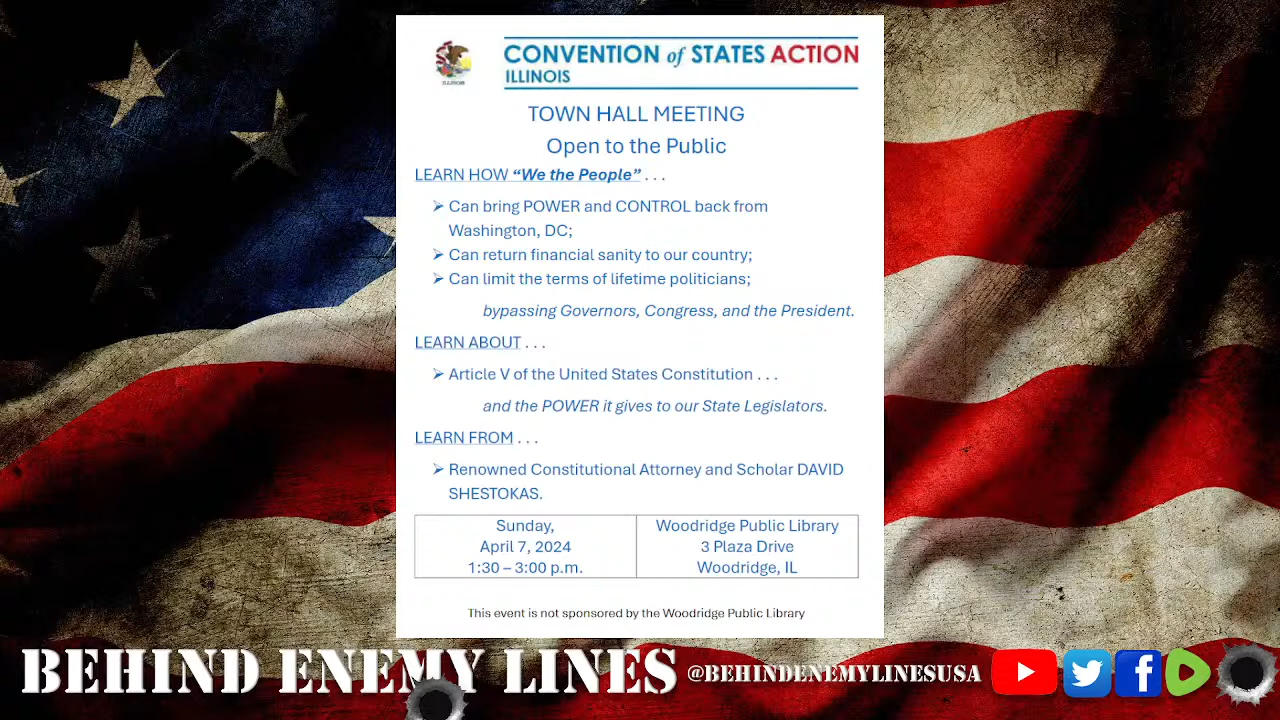 CONVENTION of STATES ACTION
ILLINOIS
ILLINOIS
TOWN HALL MEETING
Open to the Public
LEARN HOW “We the People” . . .
➢ Can bring POWER and CONTROL back from
Washington, DC;
➢ Can return financial sanity to our country;
➢ Can limit the terms of lifetime politicians;
bypassing Governors, Congress, and the President.
LEARN ABOUT . . .
➢ Article V of the United States Constitution . . .
and the POWER it gives to our State Legislators.
LEARN FROM . . .
➢ Renowned Constitutional Attorney and Scholar DAVID
SHESTOKAS.
Sunday,
April 7, 2024
1:30 – 3:00 p.m.
Woodridge Public Library
3 Plaza Drive
Woodridge, IL
This event is not sponsored by the Woodridge Public Library
BEHIND ENEMY LINES
@BEHINDENEMYLINESUSA